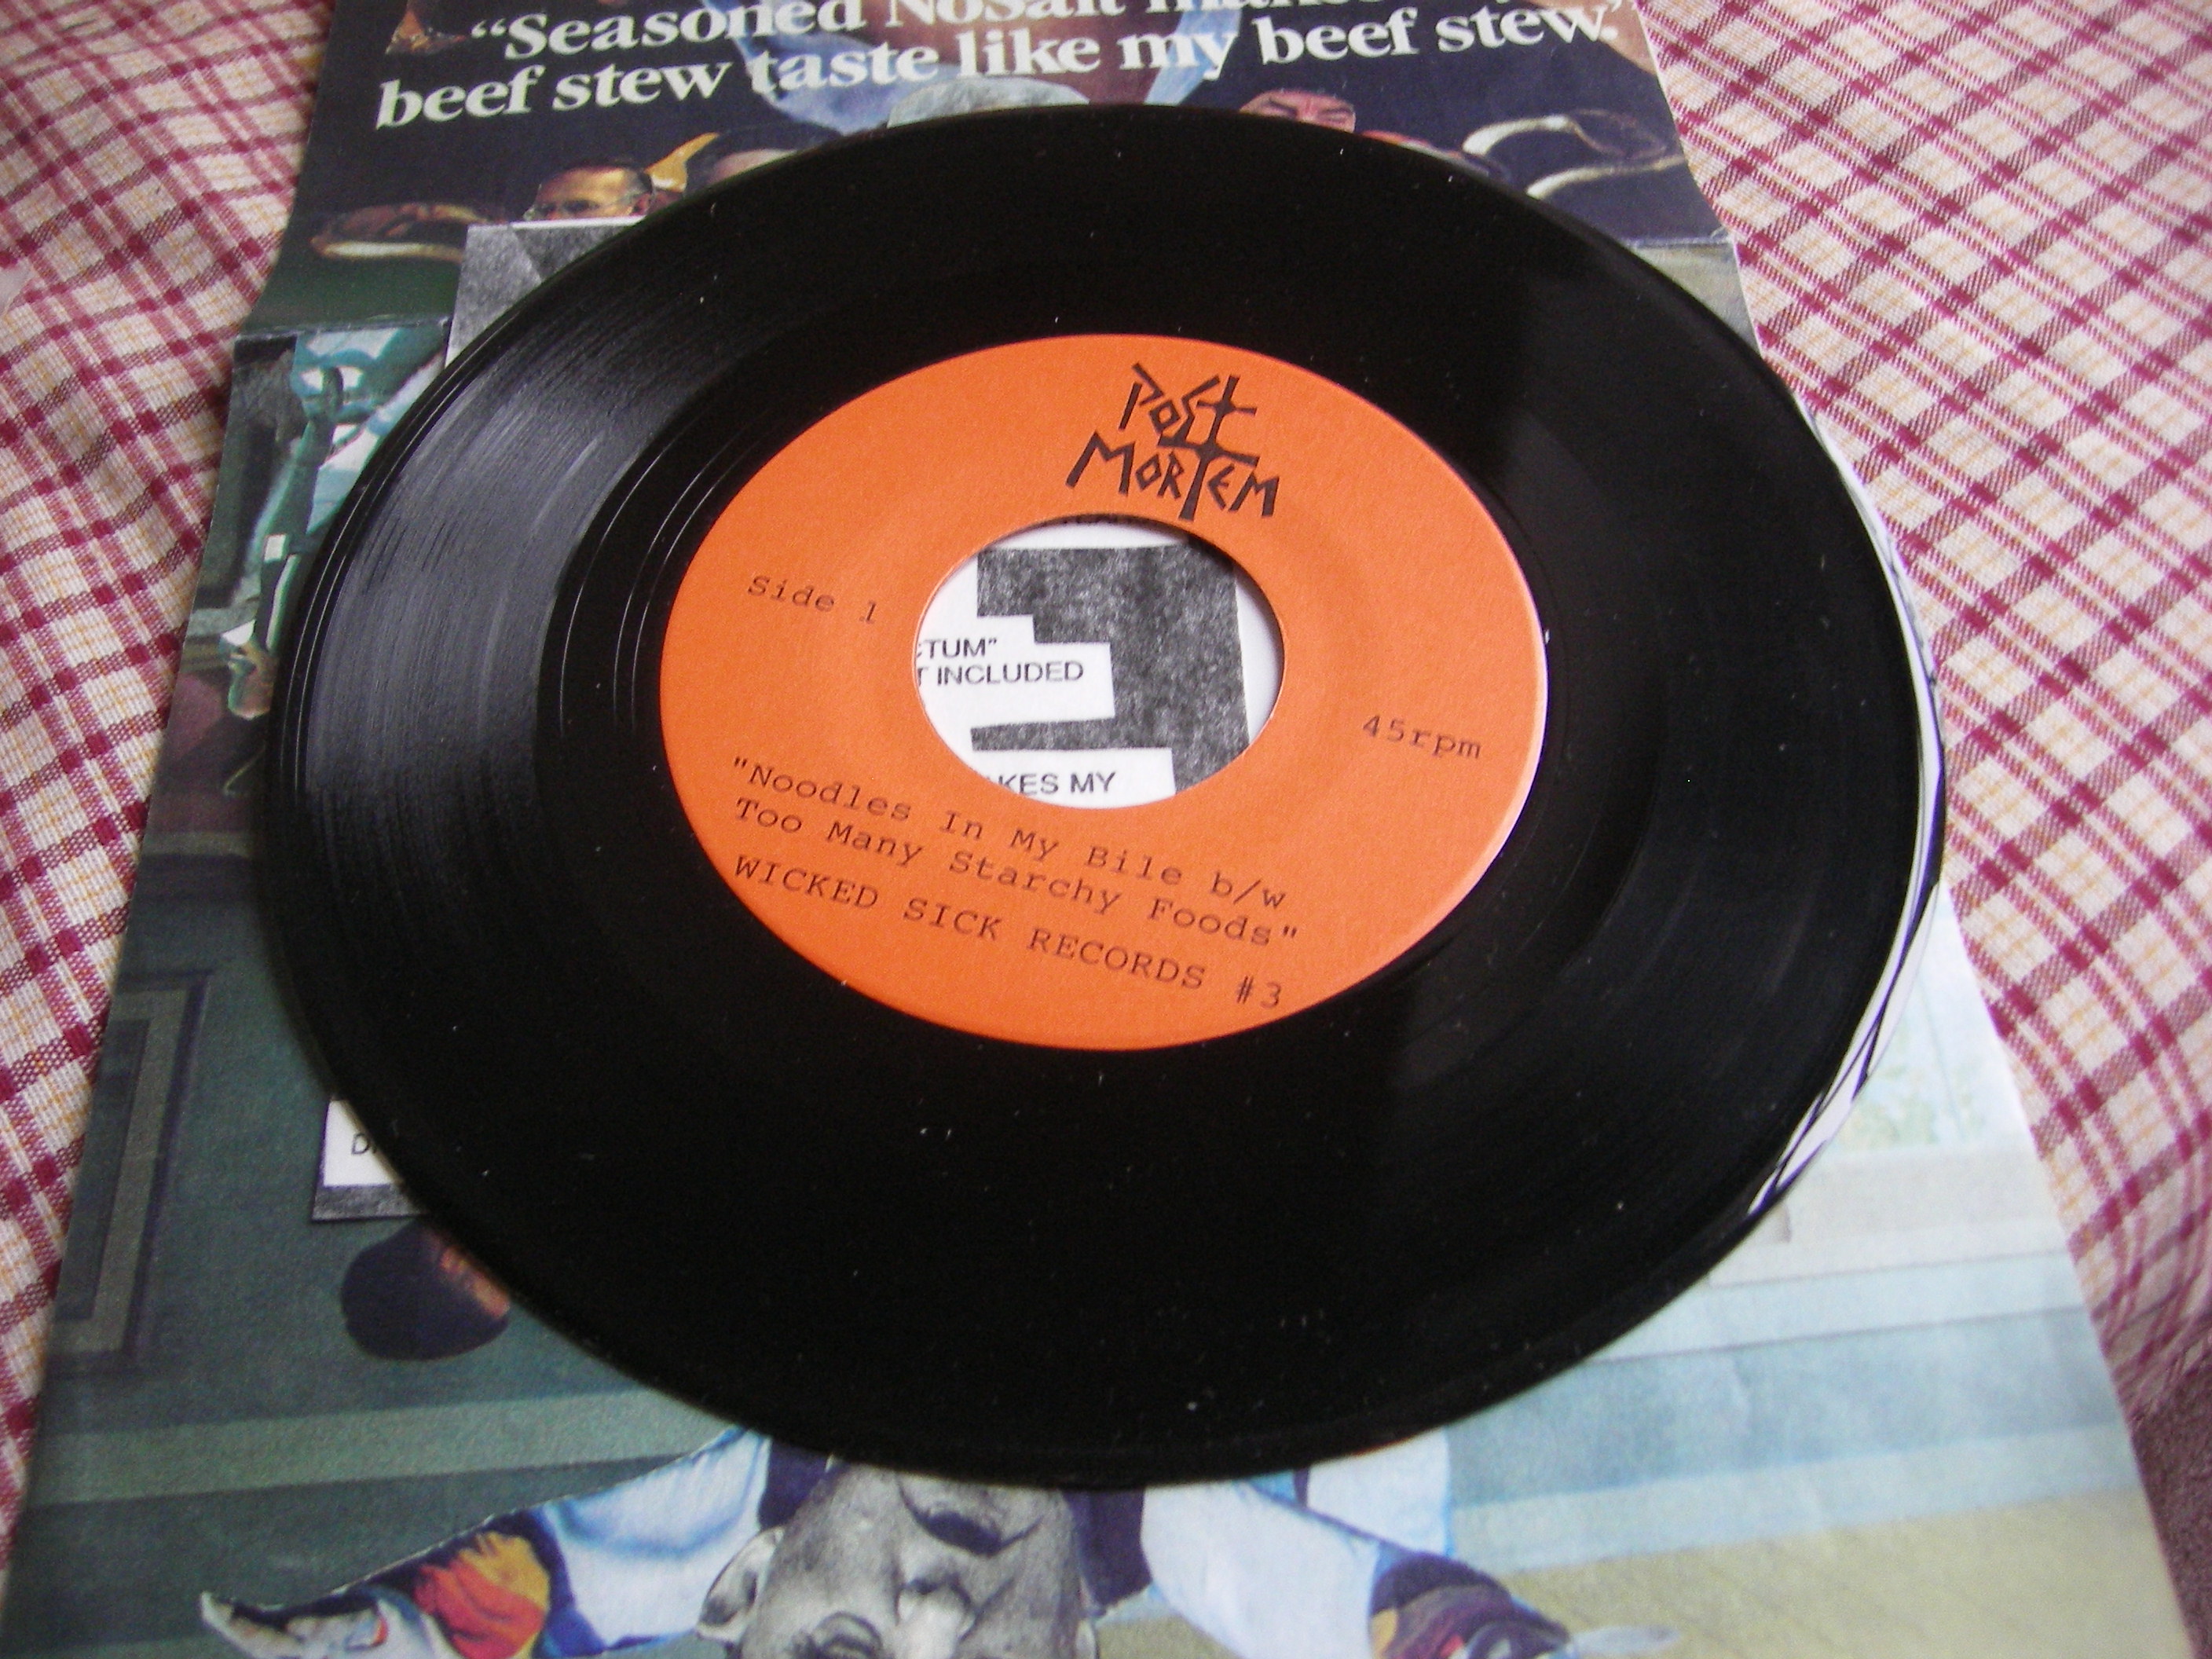 “Seasoned NoSalt makes
beef stew taste like my beef stew.”
POST
MORTEM
Side 1
TUM"
INCLUDED
45rpm
KES MY
"Noodles In My Bile b/w
Too Many Starchy Foods"
WICKED SICK RECORDS #3